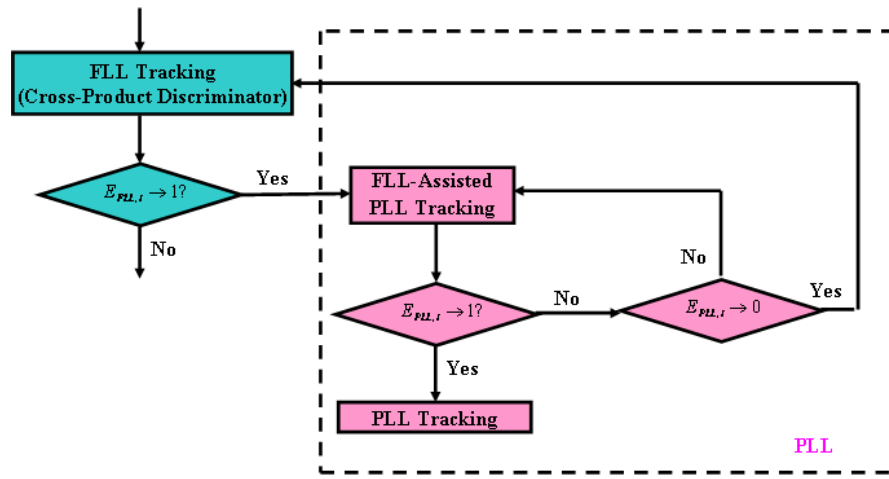 FLL Tracking
(Cross-Product Discriminator)
E_PLL,I → 1?
Yes
No
FLL-Assisted
PLL Tracking
E_PLL,I → 1?
No
Yes
E_PLL,I → 0
No
Yes
PLL Tracking
PLL